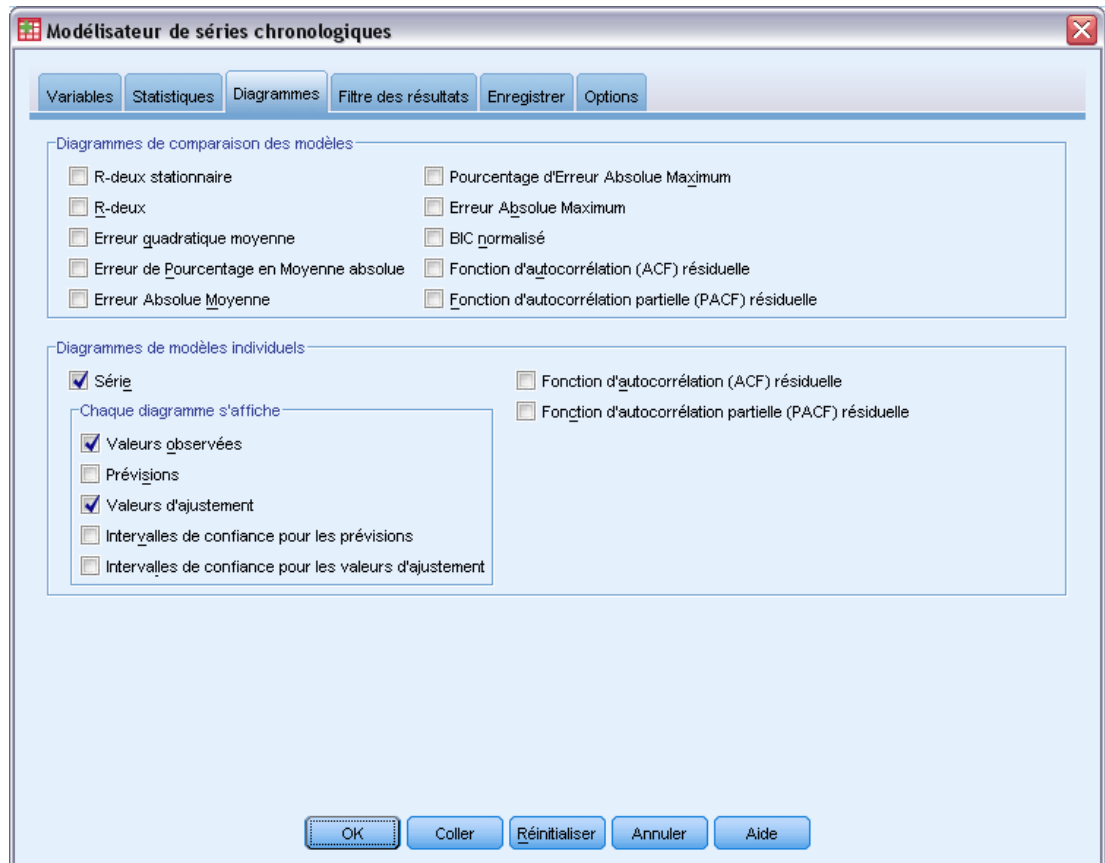 Modélisateur de séries chronologiques
Variables Statistiques Diagrammes Filtre des résultats Enregistrer Options
Diagrammes de comparaison des modèles
R-deux stationnaire
R-deux
Erreur quadratique moyenne
Erreur de Pourcentage en Moyenne absolue
Erreur Absolue Moyenne
Pourcentage d'Erreur Absolue Maximum
Erreur Absolue Maximum
BIC normalisé
Fonction d'autocorrélation (ACF) résiduelle
Fonction d'autocorrélation partielle (PACF) résiduelle
Diagrammes de modèles individuels
Série
Chaque diagramme s'affiche
Valeurs observées
Prévisions
Valeurs d'ajustement
Intervalles de confiance pour les prévisions
Intervalles de confiance pour les valeurs d'ajustement
Fonction d'autocorrélation (ACF) résiduelle
Fonction d'autocorrélation partielle (PACF) résiduelle
OK Coller Réinitialiser Annuler Aide